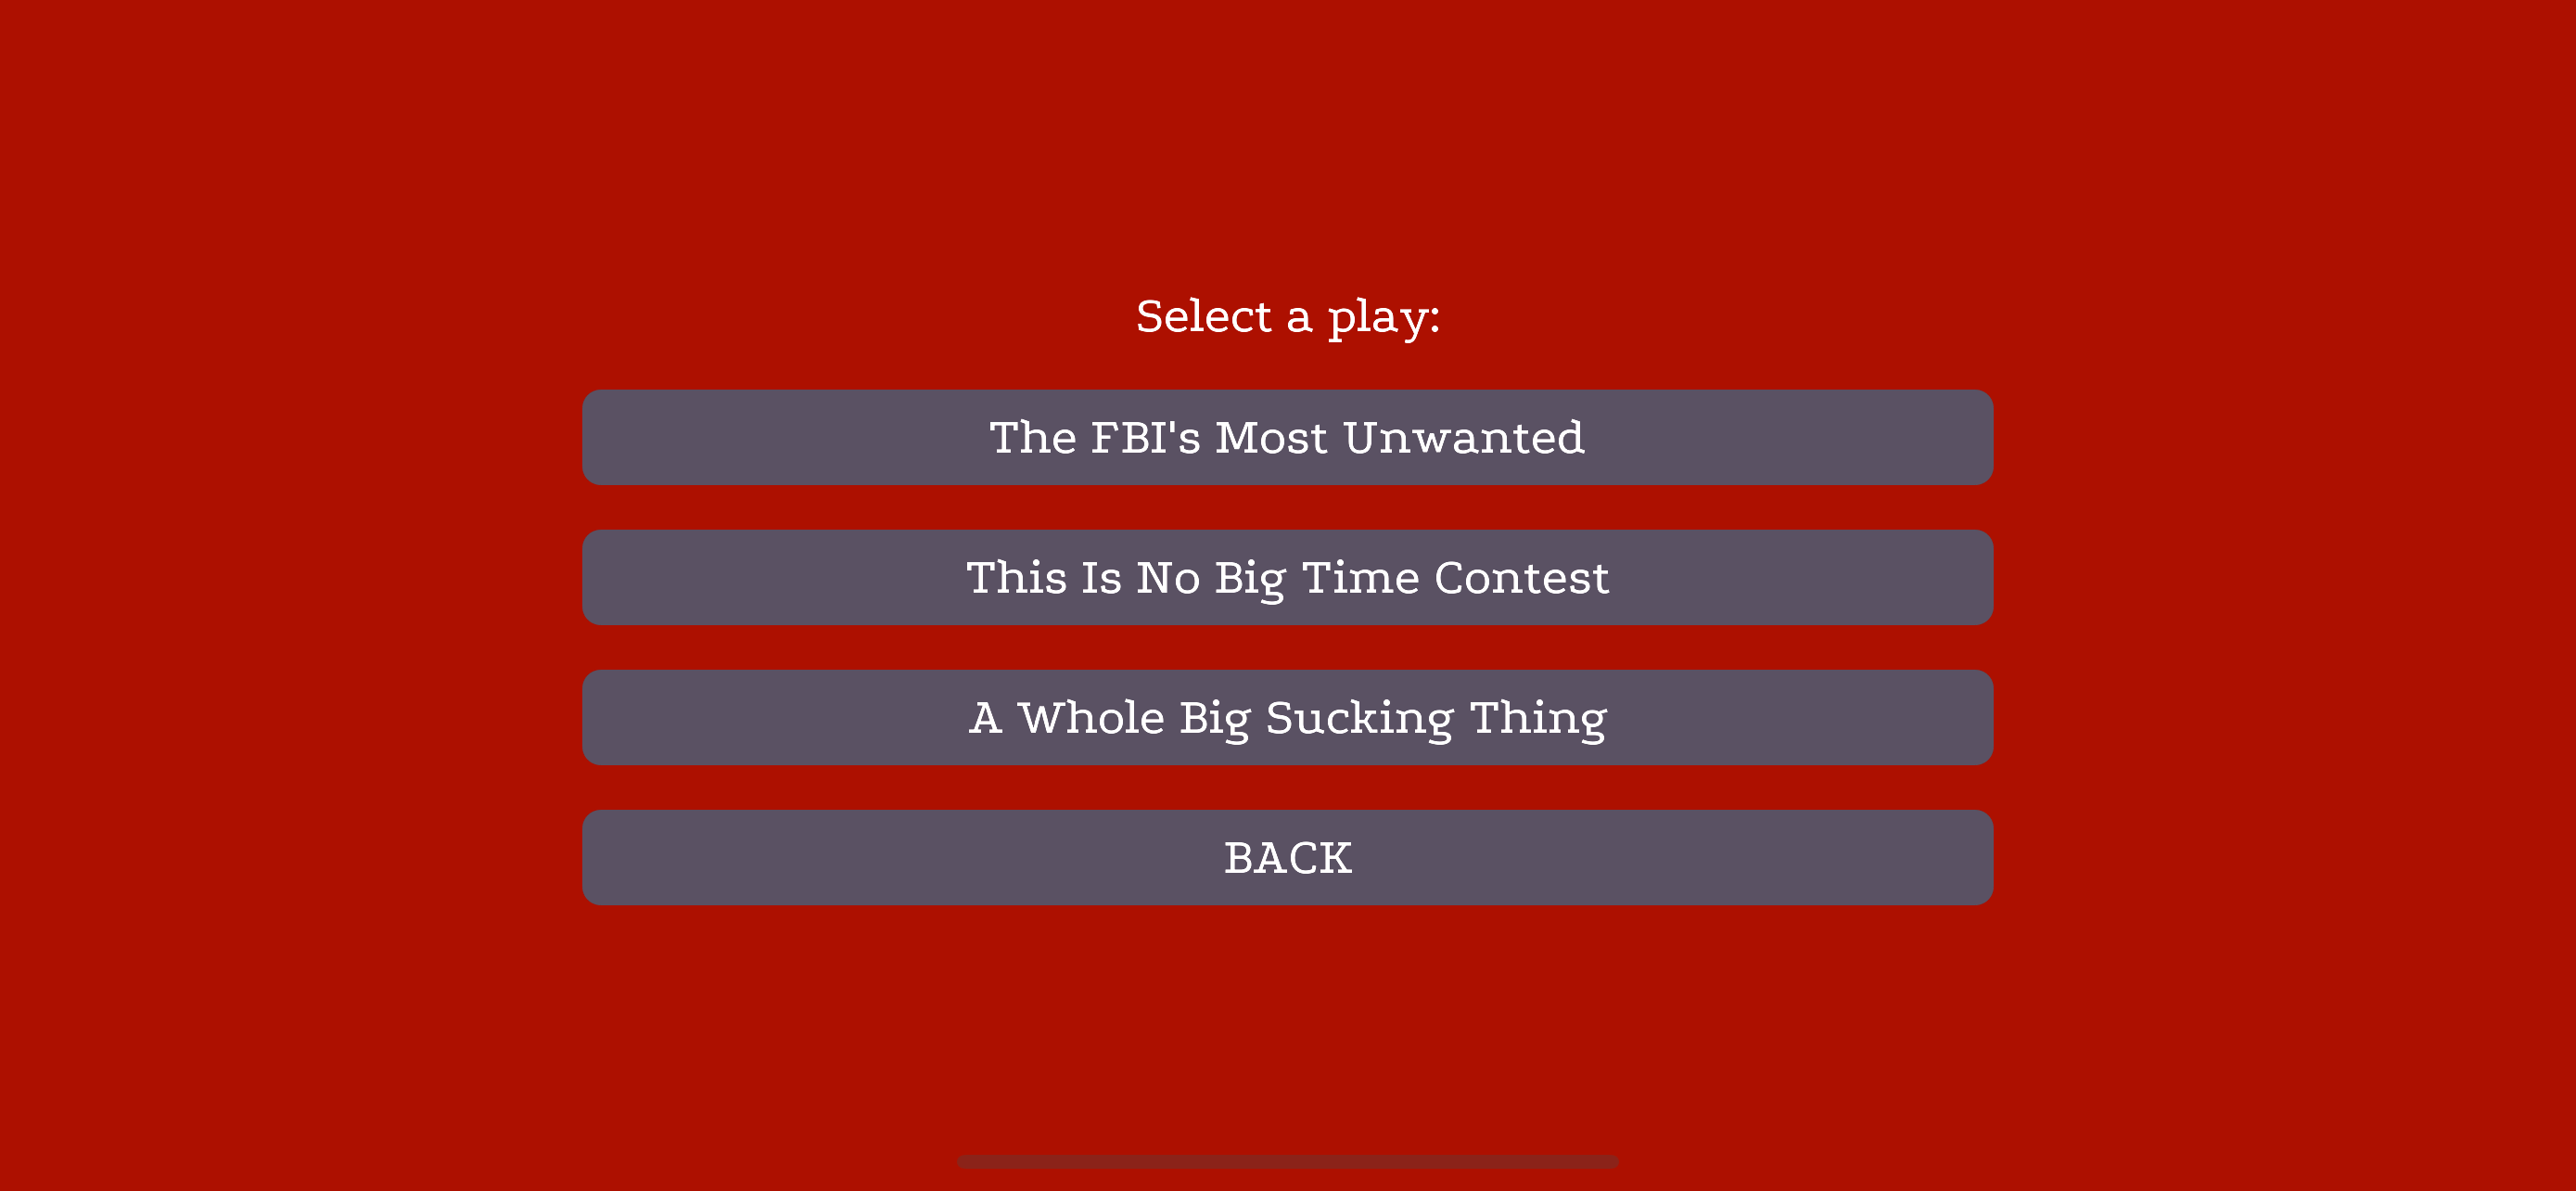 Select a play:
The FBI's Most Unwanted
This Is No Big Time Contest
A Whole Big Sucking Thing
BACK